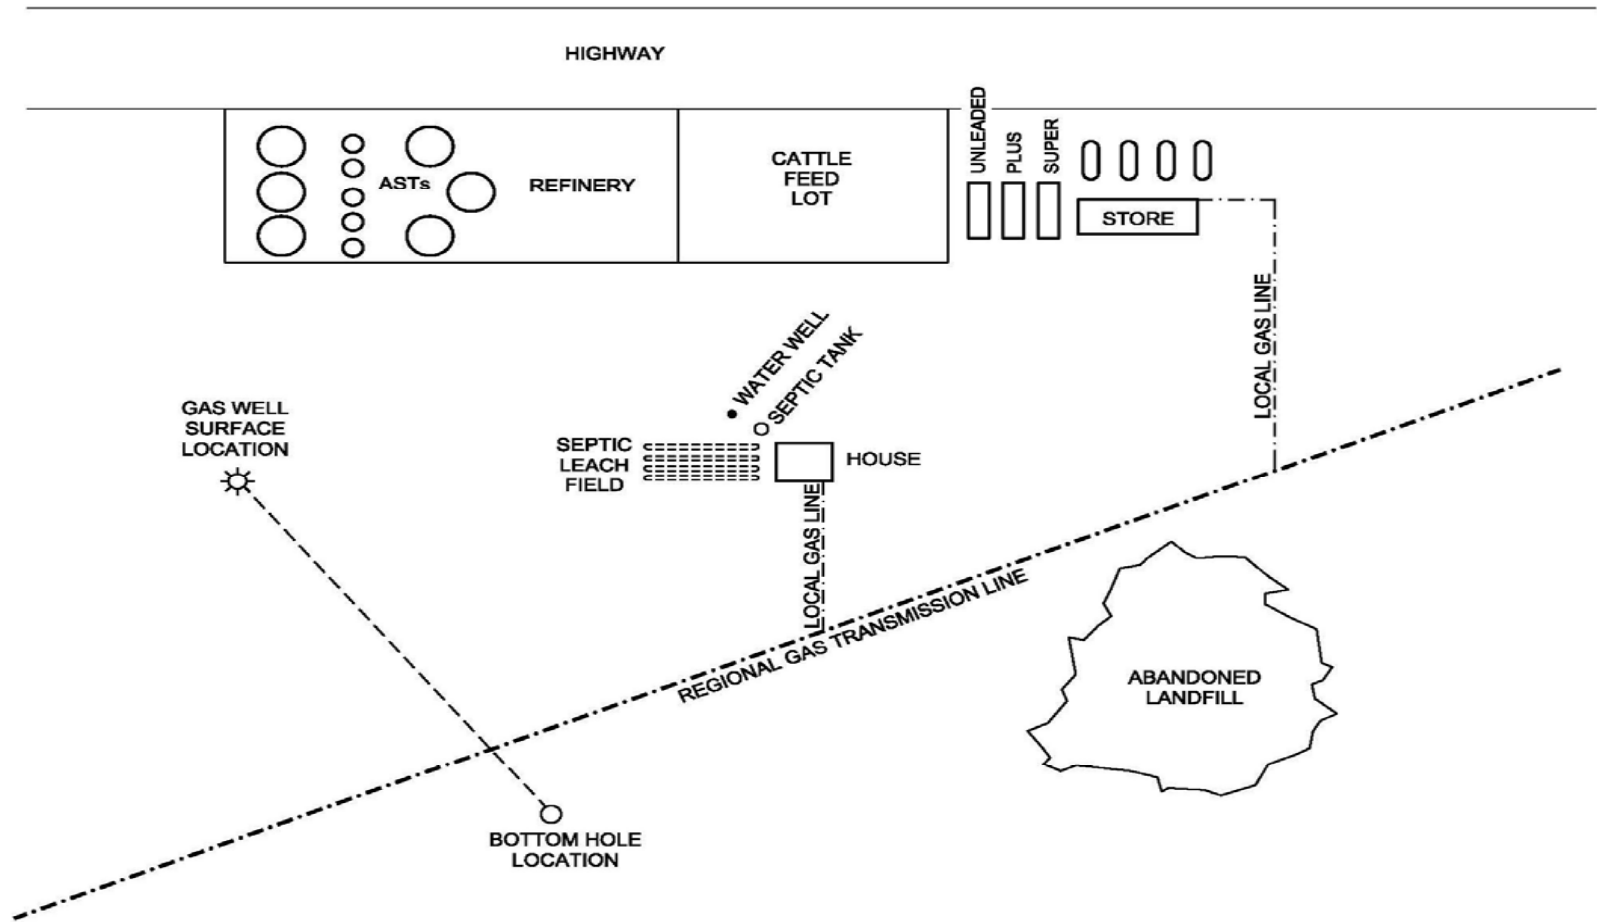 HIGHWAY
ASTs
REFINERY
CATTLE
FEED
LOT
UNLEADED
PLUS
SUPER
STORE
LOCAL GAS LINE
WATER WELL
SEPTIC TANK
GAS WELL
SURFACE
LOCATION
SEPTIC
LEACH
FIELD
HOUSE
LOCAL GAS LINE
REGIONAL GAS TRANSMISSION LINE
ABANDONED
LANDFILL
BOTTOM HOLE
LOCATION